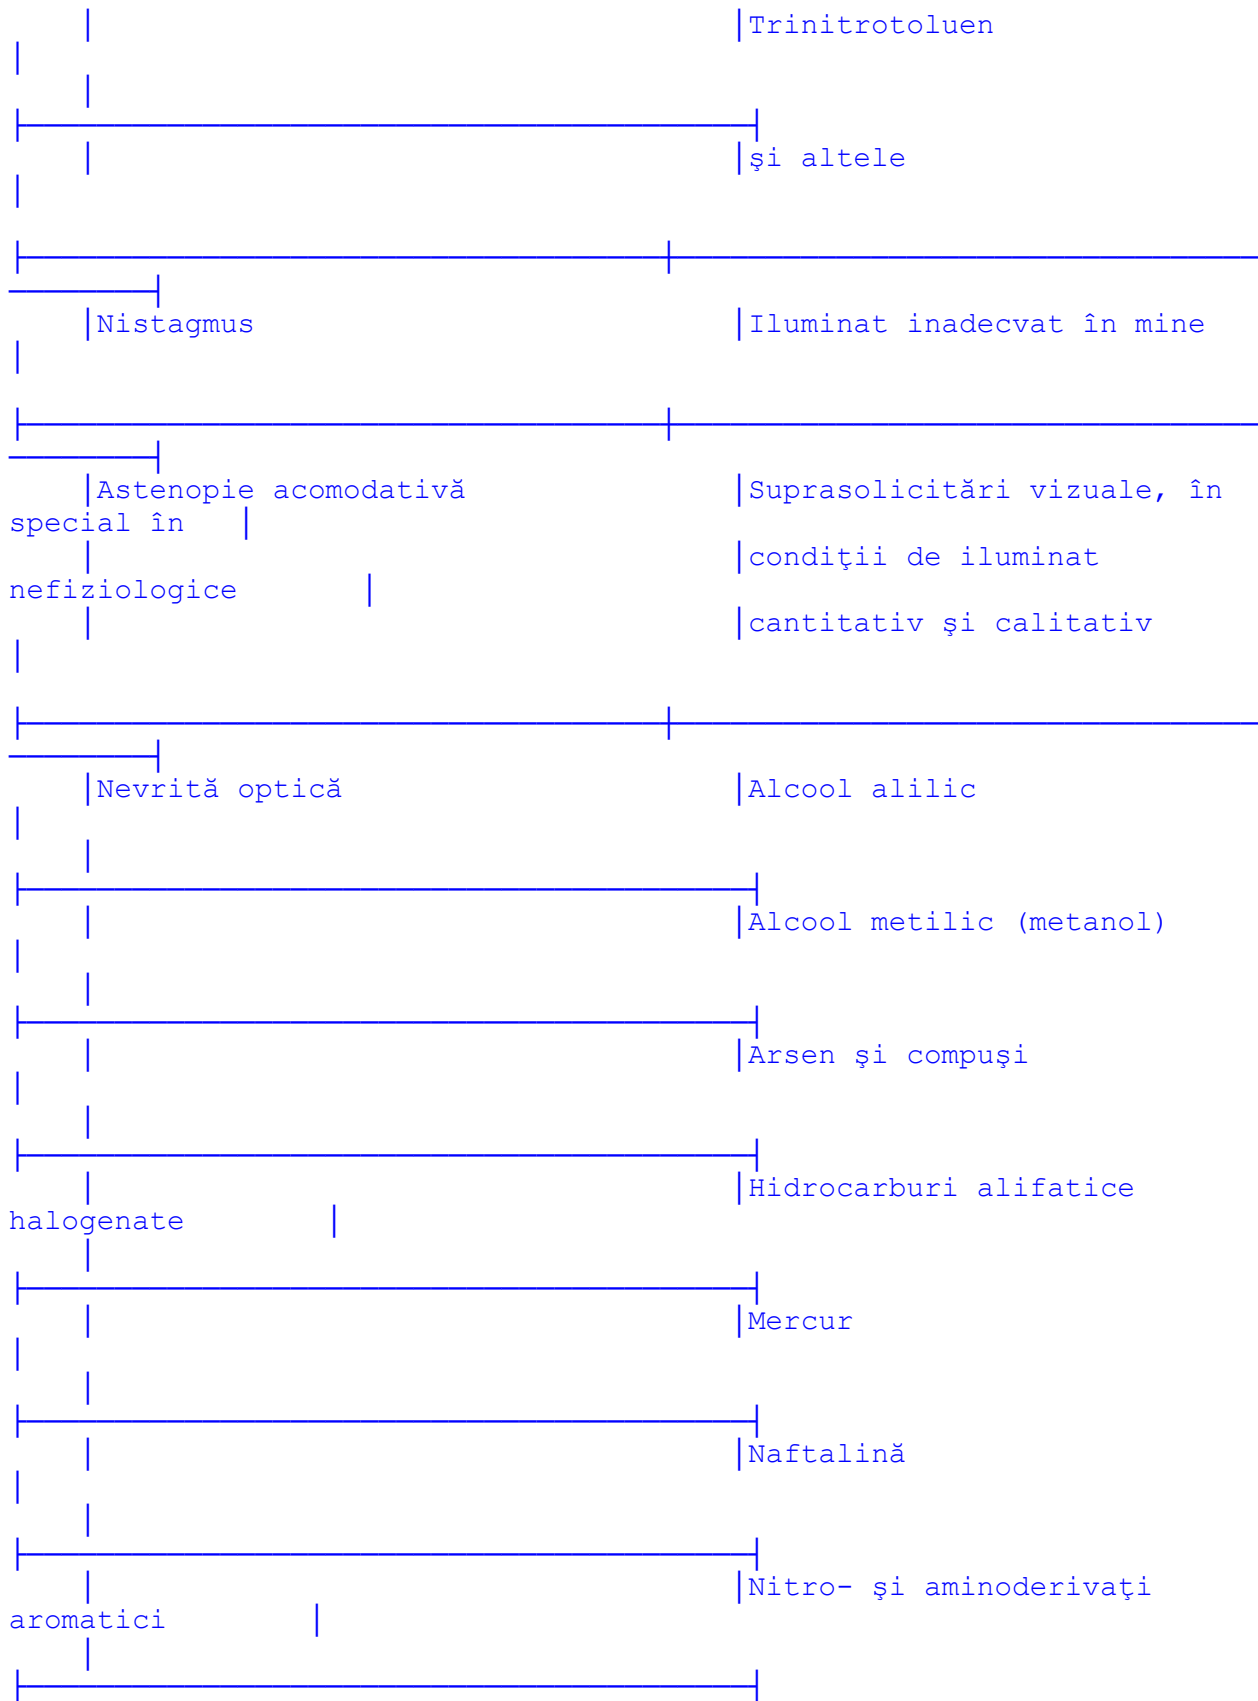 Trinitrotoluen
şi altele
Nistagmus Iluminat inadecvat în mine
Astenopie acomodativă Suprasolicitări vizuale, în
special în
condiţii de iluminat
nefiziologice
cantitativ şi calitativ
Nevrită optică Alcool alilic
Alcool metilic (metanol)
Arsen şi compuşi
Hidrocarburi alifatice
halogenate
Mercur
Naftalină
Nitro- şi aminoderivaţi
aromatici